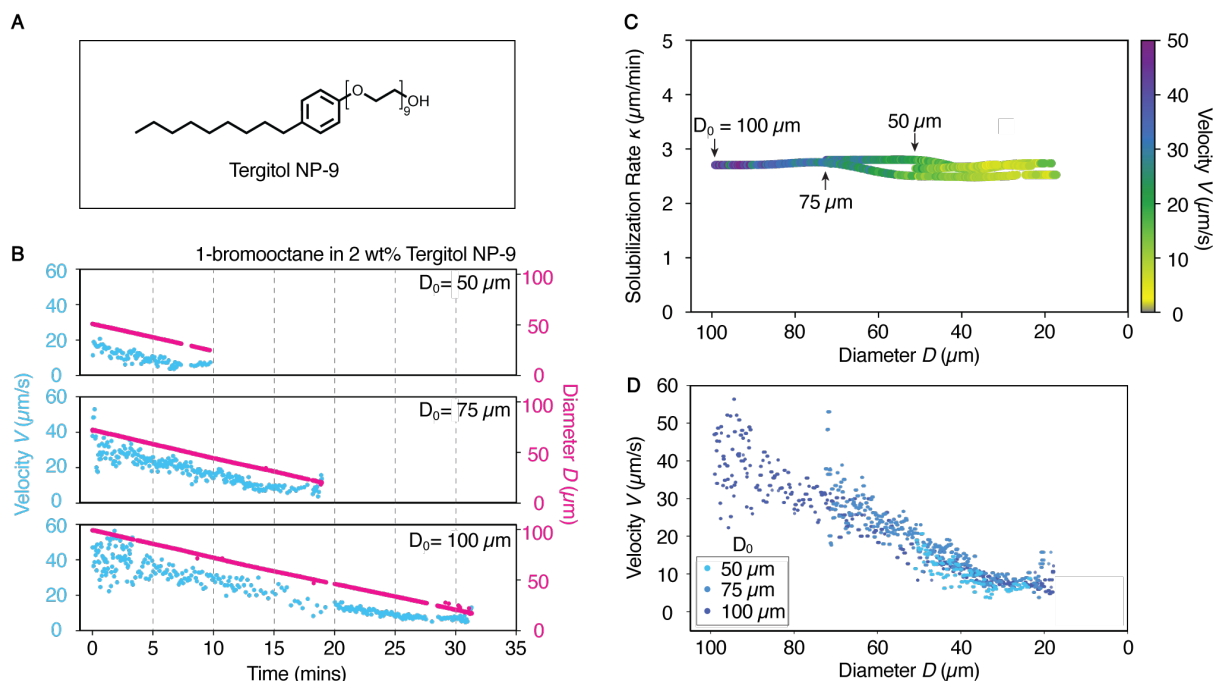 A
O
O
OH
9
Tergitol NP-9
B
1-bromooctane in 2 wt% Tergitol NP-9
Velocity V (µm/s)
Diameter D (µm)
60
40
20
0
100
50
0
D0= 50 µm
60
40
20
0
100
50
0
D0= 75 µm
60
40
20
0
100
50
0
D0= 100 µm
0 5 10 15 20 25 30 35
Time (mins)
C
Solubilization Rate κ (µm/min)
5
4
3
2
1
0
D0 = 100 µm
50 µm
75 µm
100 80 60 40 20 0
Diameter D (µm)
50
40
30
20
10
0
Velocity V (µm/s)
D
Velocity V (µm/s)
60
50
40
30
20
10
0
D0
50 µm
75 µm
100 µm
100 80 60 40 20 0
Diameter D (µm)